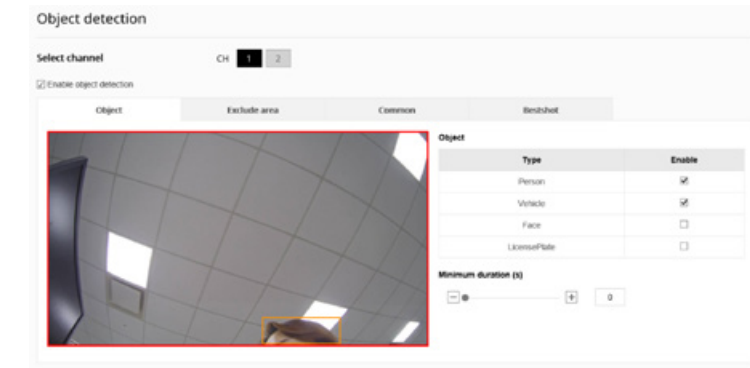 Object detection
Select channel CH 1 2
Enable object detection
Object Exclude area Common Bestshot
Object
Type Enable
Person
Vehicle
Face
LicensePlate
Minimum duration (s)
0